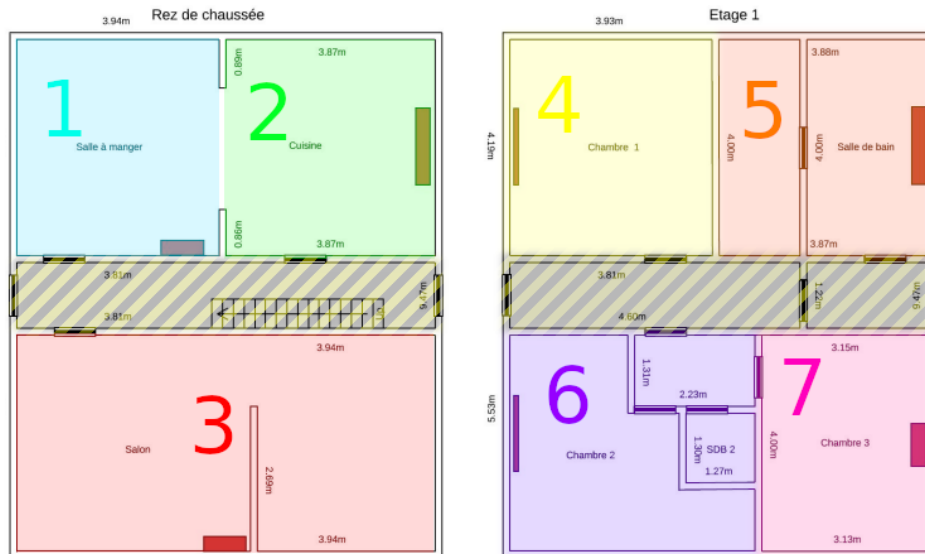 Rez de chaussée
3.94m
3.87m
0.89m
1
2
Salle à manger
Cuisine
0.86m
3.87m
3.81m
3.81m
9.47m
3.94m
3
Salon
2.69m
3.94m
Etage 1
3.93m
3.88m
4
5
4.19m
Chambre 1
4.00m
4.00m
Salle de bain
3.87m
3.81m
1.22m
9.47m
4.60m
3.15m
1.31m
6
7
2.23m
5.53m
Chambre 2
1.30m
SDB 2
4.00m
Chambre 3
1.27m
3.13m